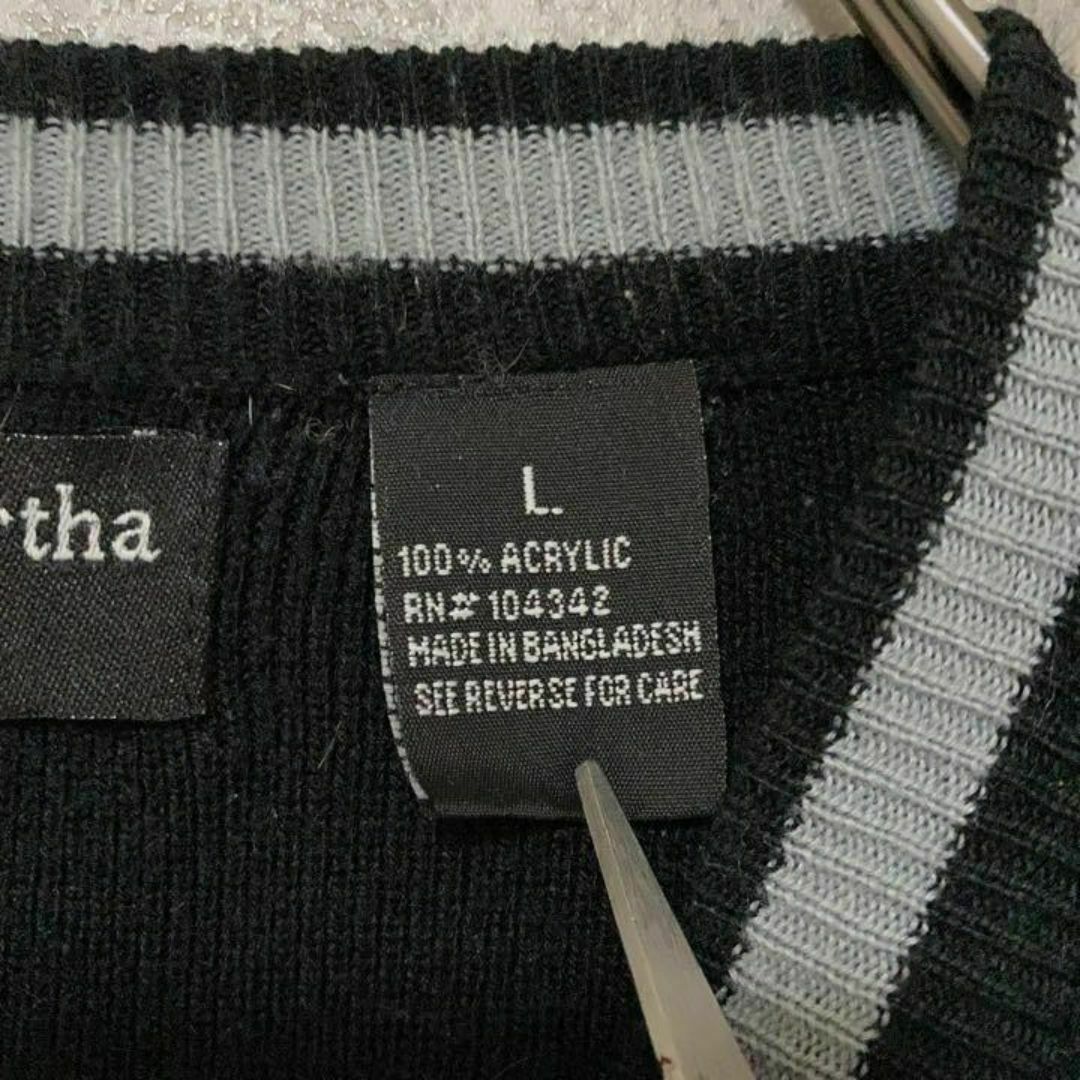 rtha
L.
100% ACRYLIC
RN# 104342
MADE IN BANGLADESH
SEE REVERSE FOR CARE